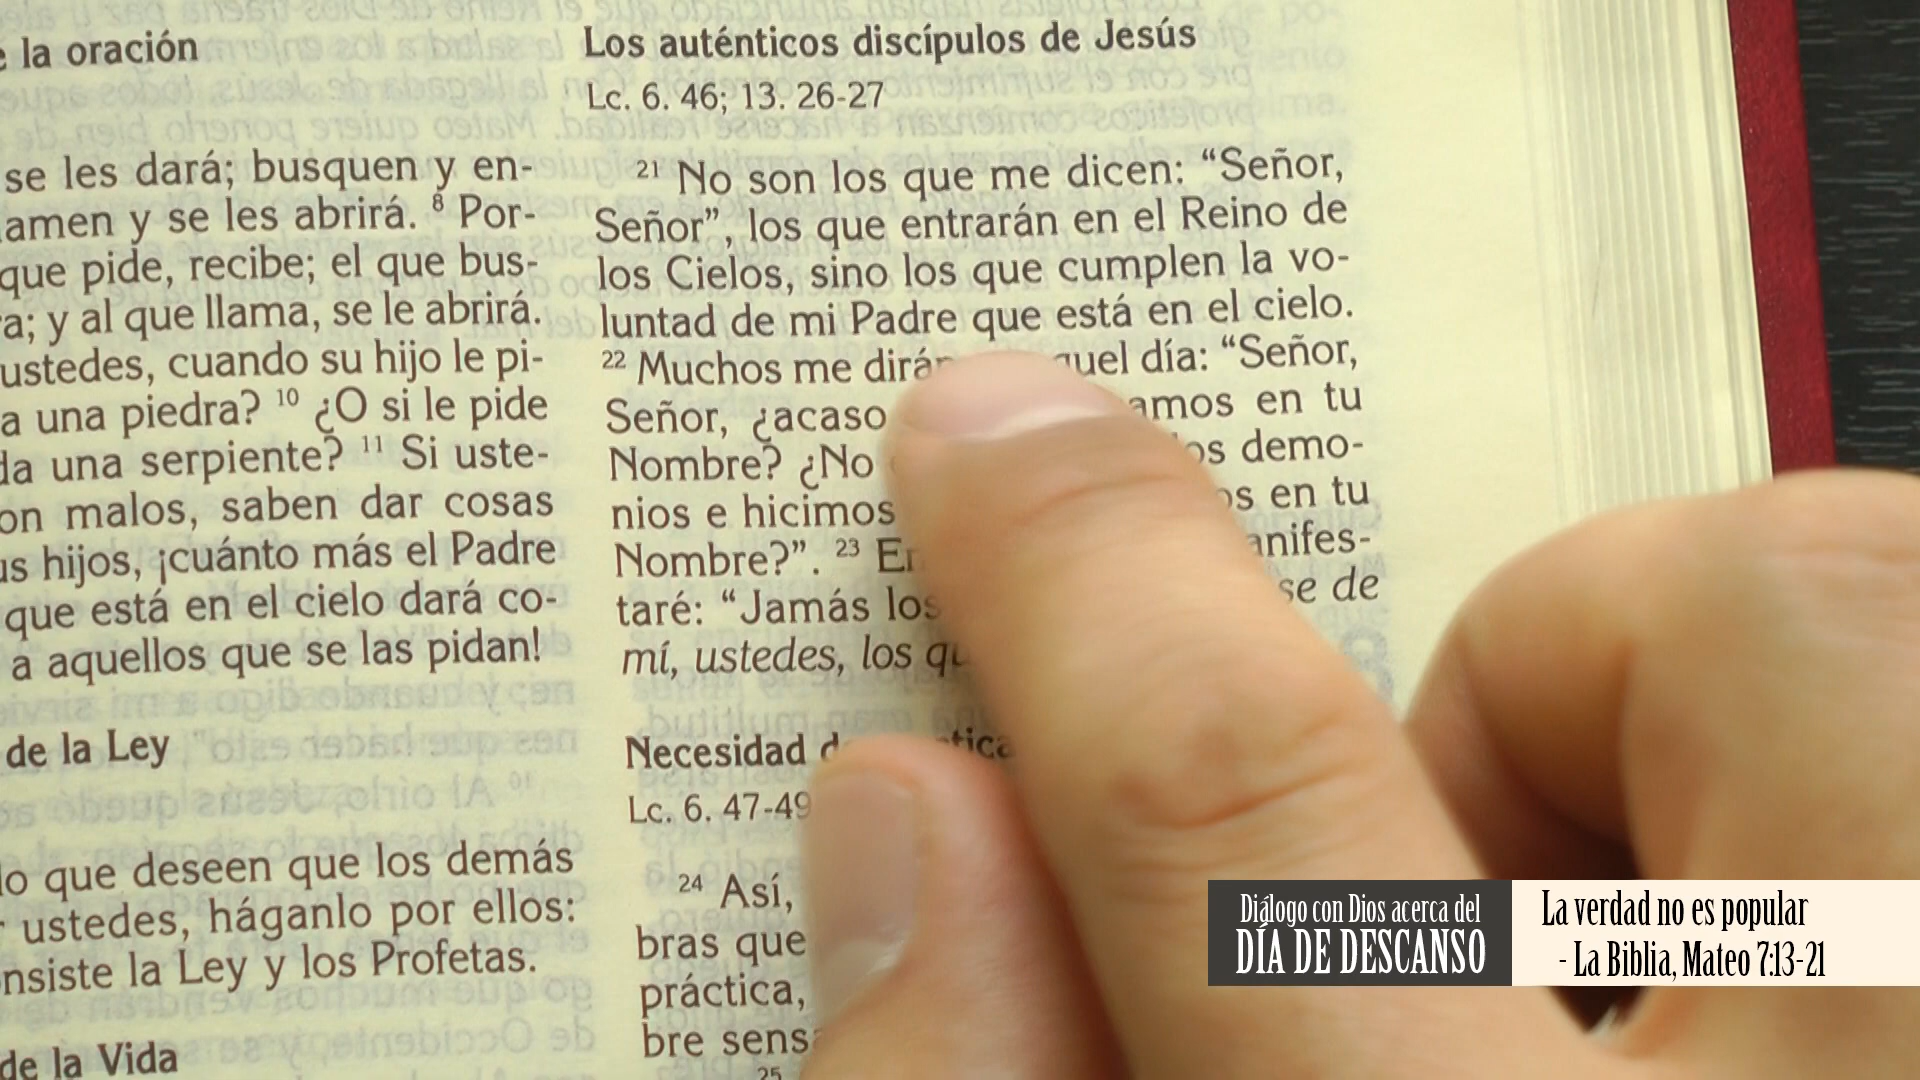 e la oración
se les dará; busquen y en-
amen y se les abrirá. ⁸ Por-
que pide, recibe; el que bus-
a; y al que llama, se le abrirá.
ustedes, cuando su hijo le pi-
a una piedra? ¹⁰ ¿O si le pide
da una serpiente? ¹¹ Si uste-
on malos, saben dar cosas
us hijos, ¡cuánto más el Padre
que está en el cielo dará co-
a aquellos que se las pidan!
de la Ley
lo que deseen que los demás
ustedes, háganlo por ellos:
nsiste la Ley y los Profetas.
de la Vida
Los auténticos discípulos de Jesús
Lc. 6. 46; 13. 26-27
²¹ No son los que me dicen: “Señor,
Señor”, los que entrarán en el Reino de
los Cielos, sino los que cumplen la vo-
luntad de mi Padre que está en el cielo.
²² Muchos me dirán quel día: “Señor,
Señor, ¿acaso amos en tu
Nombre? ¿No os demo-
nios e hicimos os en tu
Nombre?”. ²³ En anifes-
taré: “Jamás los se de
mí, ustedes, los qu
Necesidad de tica
Lc. 6. 47-49
²⁴ Así,
bras que
práctica,
bre sens
²⁵
Diálogo con Dios acerca del
DÍA DE DESCANSO
La verdad no es popular
- La Biblia, Mateo 7:13-21